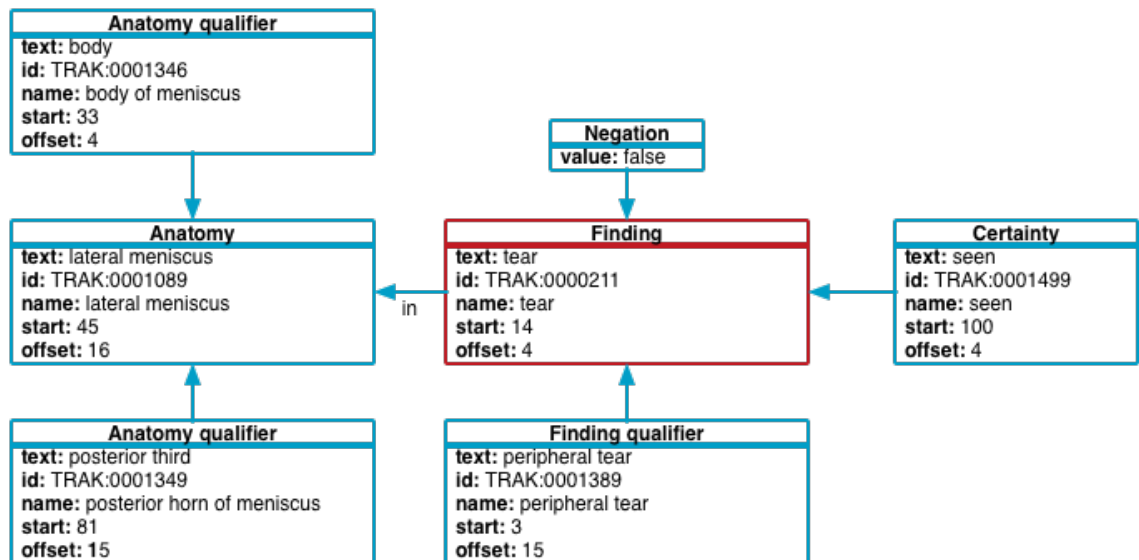 Anatomy qualifier
text: body
id: TRAK:0001346
name: body of meniscus
start: 33
offset: 4
Negation
value: false
Anatomy
text: lateral meniscus
id: TRAK:0001089
name: lateral meniscus
start: 45
offset: 16
in
Finding
text: tear
id: TRAK:0000211
name: tear
start: 14
offset: 4
Certainty
text: seen
id: TRAK:0001499
name: seen
start: 100
offset: 4
Anatomy qualifier
text: posterior third
id: TRAK:0001349
name: posterior horn of meniscus
start: 81
offset: 15
Finding qualifier
text: peripheral tear
id: TRAK:0001389
name: peripheral tear
start: 3
offset: 15